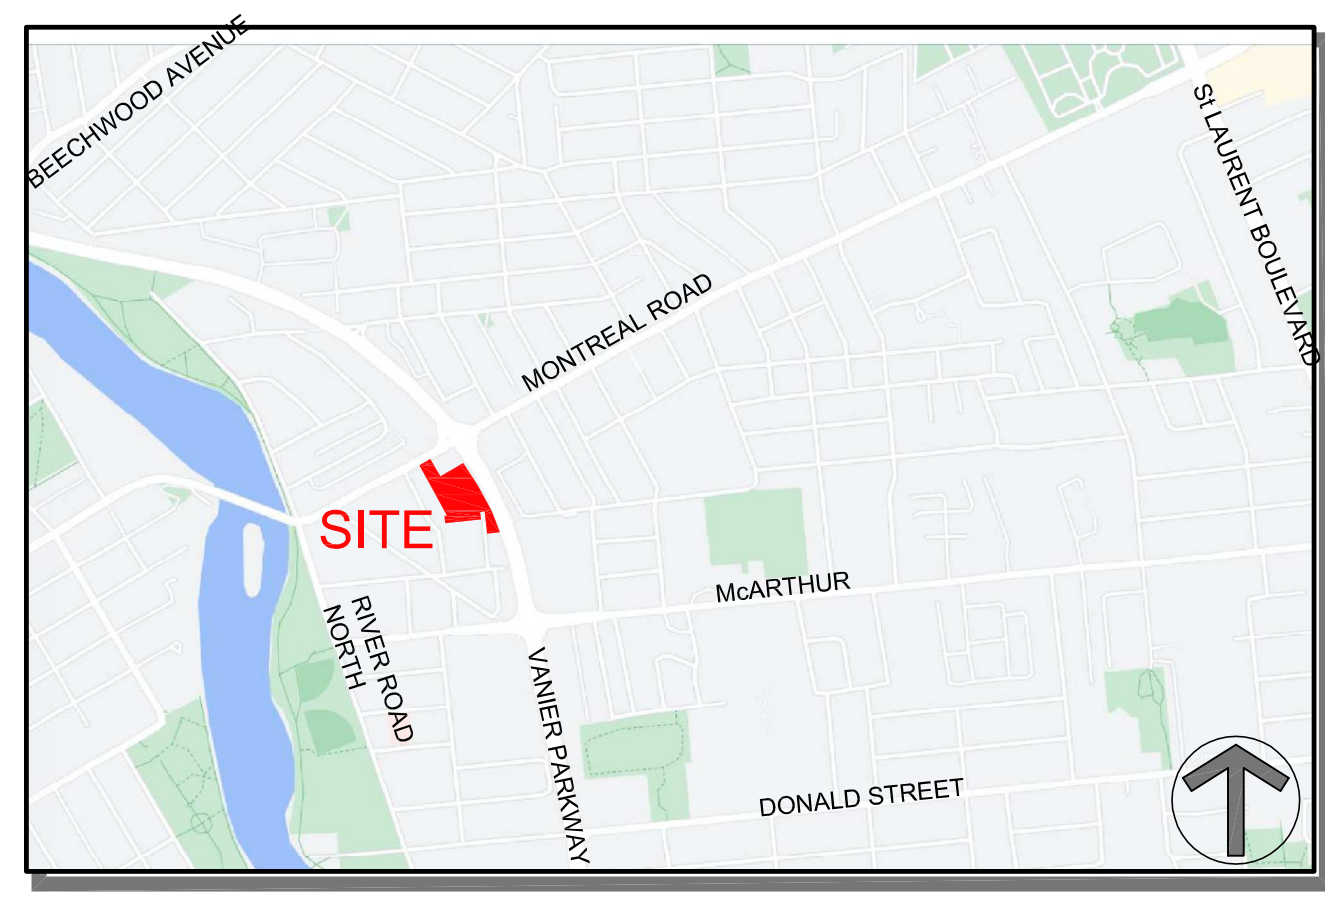 BEECHWOOD AVENUE
St LAURENT BOULEVARD
MONTREAL ROAD
SITE
McARTHUR
RIVER ROAD
NORTH
VANIER PARKWAY
DONALD STREET